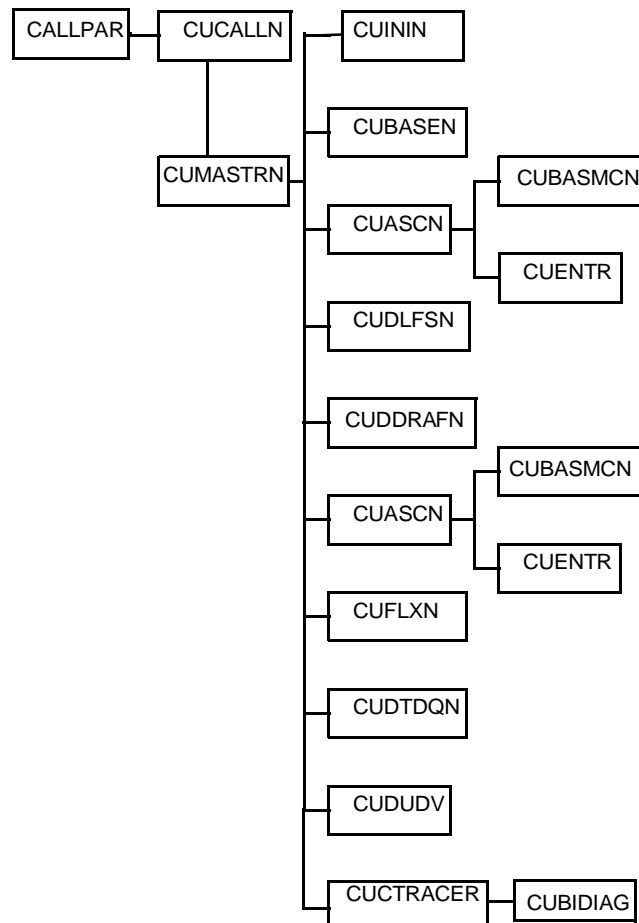 CALLPAR
CUCALLN
CUININ
CUBASEN
CUMASTRN
CUBASMCN
CUASCN
CUENTR
CUDLFSN
CUDDRAFN
CUBASMCN
CUASCN
CUENTR
CUFLXN
CUDTDQN
CUDUDV
CUCTRACER
CUBIDIAG